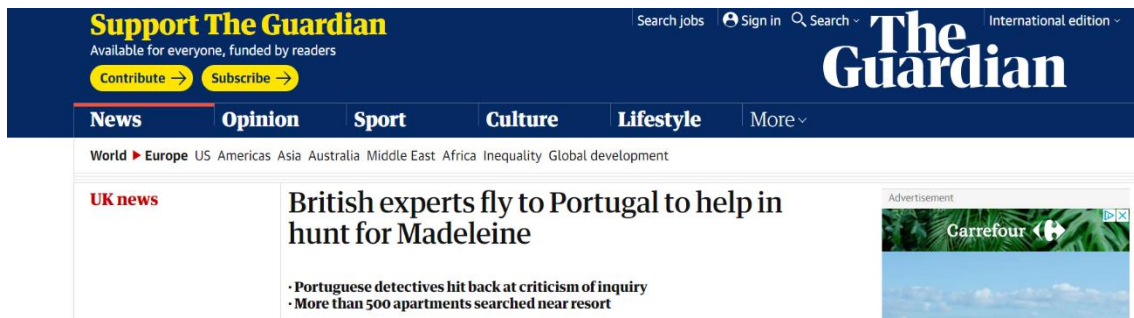 Support The Guardian
Available for everyone, funded by readers
Contribute → Subscribe →
Search jobs Sign in Search International edition
The Guardian
News Opinion Sport Culture Lifestyle More
World Europe US Americas Asia Australia Middle East Africa Inequality Global development
UK news
British experts fly to Portugal to help in
hunt for Madeleine
· Portuguese detectives hit back at criticism of inquiry
· More than 500 apartments searched near resort
Advertisement
Carrefour